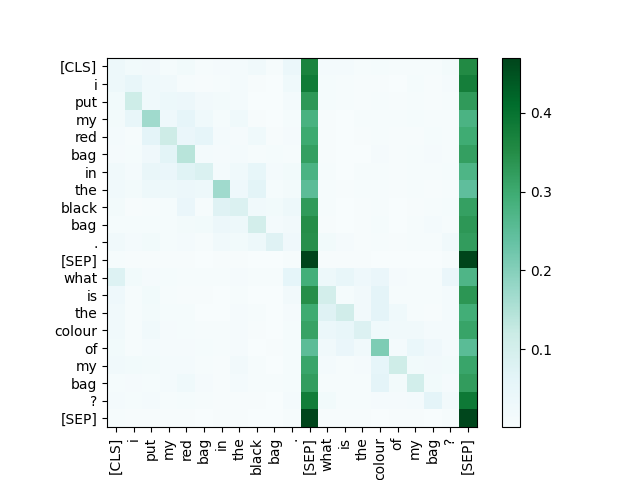 [CLS]
i
put
my
red
bag
in
the
black
bag
.
[SEP]
what
is
the
colour
of
my
bag
?
[SEP]
[CLS] i put my red bag in the black bag . [SEP] what is the colour of my bag ? [SEP]
0.4
0.3
0.2
0.1